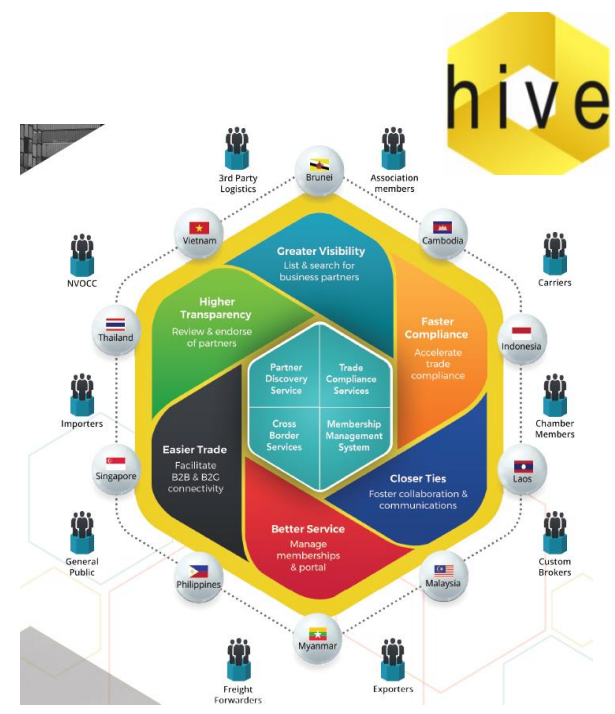 hive
3rd Party
Logistics
Association
members
Brunei
Vietnam
Cambodia
NVOCC
Carriers
Greater Visibility
List & search for
business partners
Higher
Transparency
Review & endorse
of partners
Faster
Compliance
Accelerate
trade
compliance
Thailand
Indonesia
Partner
Discovery
Service
Trade
Compliance
Services
Cross
Border
Services
Membership
Management
System
Importers
Chamber
Members
Easier Trade
Facilitate
B2B & B2G
connectivity
Closer Ties
Foster collaboration &
communications
Singapore
Laos
Better Service
Manage
memberships
& portal
General
Public
Custom
Brokers
Philippines
Malaysia
Myanmar
Freight
Forwarders
Exporters